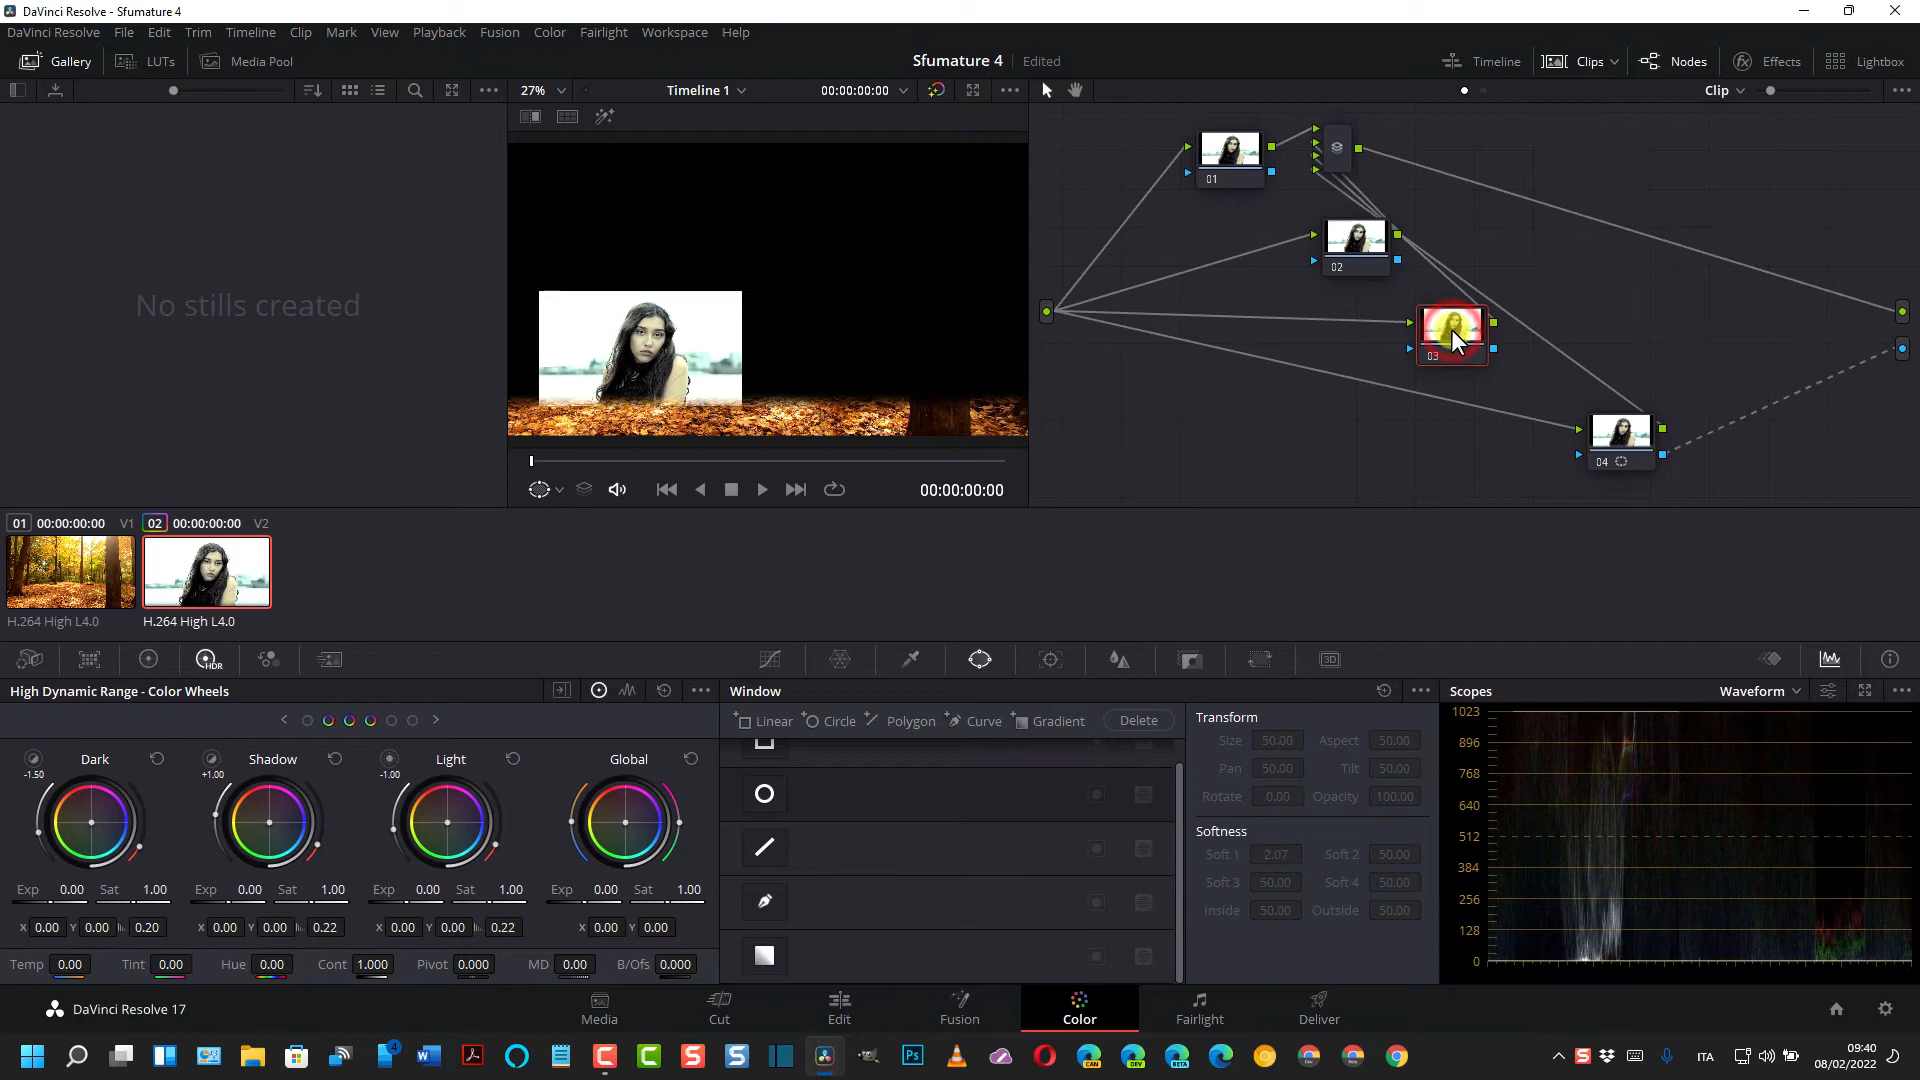 DaVinci Resolve - Sfumature 4
DaVinci Resolve File Edit Trim Timeline Clip Mark View Playback Fusion Color Fairlight Workspace Help
Gallery LUTs Media Pool Sfumature 4 Edited Timeline Clips Nodes Effects Lightbox
27% Timeline 1 00:00:00:00 Clip
No stills created
01
02
03
04
00:00:00:00
01 00:00:00:00 V1 02 00:00:00:00 V2
H.264 High L4.0 H.264 High L4.0
HDR 3D
High Dynamic Range - Color Wheels Window Scopes Waveform
Linear Circle Polygon Curve Gradient Delete
Transform
Size 50.00 Aspect 50.00
Pan 50.00 Tilt 50.00
Rotate 0.00 Opacity 100.00
Softness
Soft 1 2.07 Soft 2 50.00
Soft 3 50.00 Soft 4 50.00
Inside 50.00 Outside 50.00
1023
896
768
640
512
384
256
128
0
Dark Shadow Light Global
-1.50 +1.00 -1.00
Exp 0.00 Sat 1.00 Exp 0.00 Sat 1.00 Exp 0.00 Sat 1.00 Exp 0.00 Sat 1.00
X 0.00 Y 0.00 0.20 X 0.00 Y 0.00 0.22 X 0.00 Y 0.00 0.22 X 0.00 Y 0.00
Temp 0.00 Tint 0.00 Hue 0.00 Cont 1.000 Pivot 0.000 MD 0.00 B/Ofs 0.000
DaVinci Resolve 17
Media Cut Edit Fusion Color Fairlight Deliver
4 Ps CAN DEV BETA ITA
09:40
08/02/2022